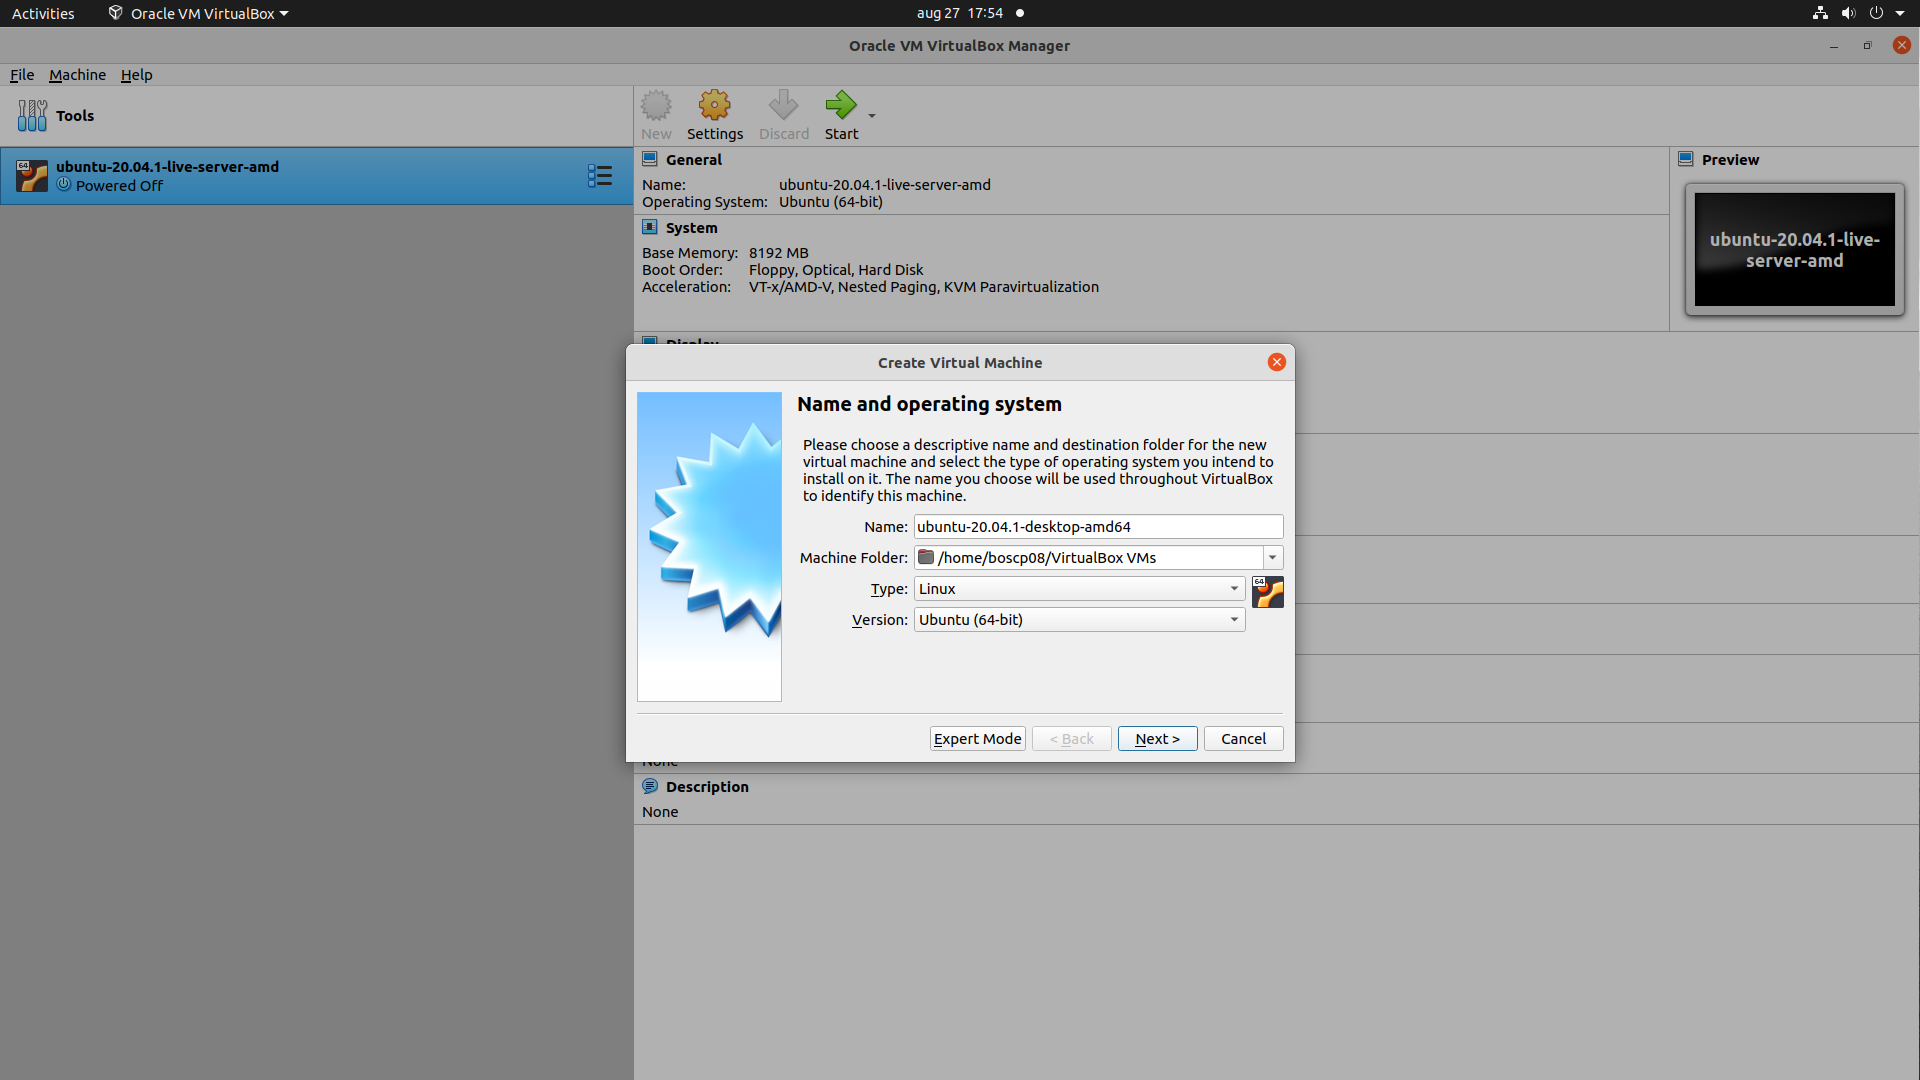 Activities
Oracle VM VirtualBox
aug 27 17:54
Oracle VM VirtualBox Manager
File Machine Help
Tools
New
Settings
Discard
Start
64
ubuntu-20.04.1-live-server-amd
Powered Off
General
Name: ubuntu-20.04.1-live-server-amd
Operating System: Ubuntu (64-bit)
System
Base Memory: 8192 MB
Boot Order: Floppy, Optical, Hard Disk
Acceleration: VT-x/AMD-V, Nested Paging, KVM Paravirtualization
Preview
ubuntu-20.04.1-live-
server-amd
Display
Create Virtual Machine
Name and operating system
Please choose a descriptive name and destination folder for the new
virtual machine and select the type of operating system you intend to
install on it. The name you choose will be used throughout VirtualBox
to identify this machine.
Name: ubuntu-20.04.1-desktop-amd64
Machine Folder: /home/boscp08/VirtualBox VMs
Type: Linux
64
Version: Ubuntu (64-bit)
Expert Mode
< Back
Next >
Cancel
None
Description
None